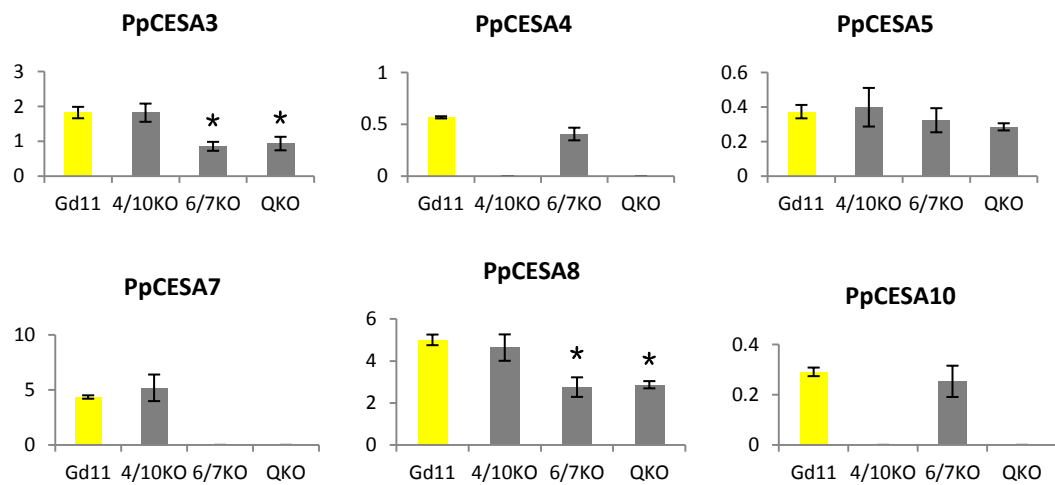 PpCESA3
3
2
1
0
* *
Gd11 4/10KO 6/7KO QKO
PpCESA4
1
0.5
0
Gd11 4/10KO 6/7KO QKO
PpCESA5
0.6
0.4
0.2
0
Gd11 4/10KO 6/7KO QKO
PpCESA7
10
5
0
Gd11 4/10KO 6/7KO QKO
PpCESA8
6
4
2
0
* *
Gd11 4/10KO 6/7KO QKO
PpCESA10
0.4
0.2
0
Gd11 4/10KO 6/7KO QKO